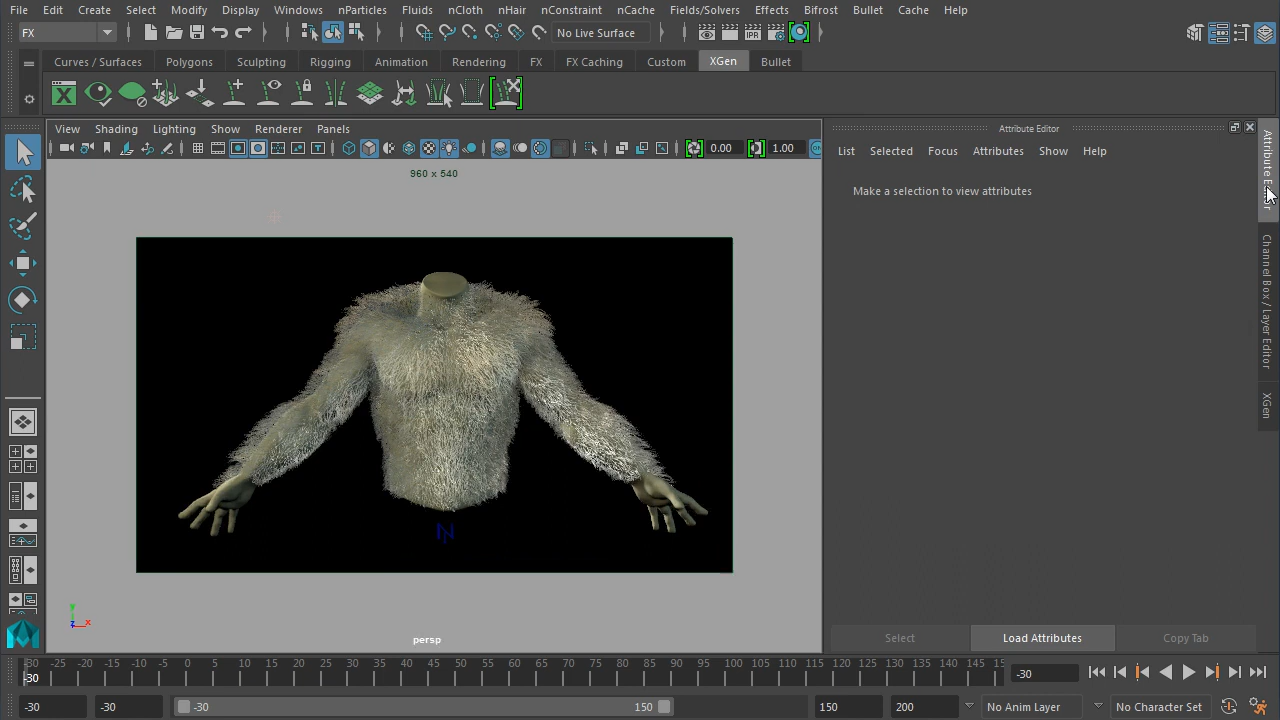 File Edit Create Select Modify Display Windows nParticles Fluids nCloth nHair nConstraint nCache Fields/Solvers Effects Bifrost Bullet Cache Help
FX No Live Surface
Curves / Surfaces Polygons Sculpting Rigging Animation Rendering FX FX Caching Custom XGen Bullet
View Shading Lighting Show Renderer Panels
0.00 1.00
960 x 540
persp
Attribute Editor
List Selected Focus Attributes Show Help
Make a selection to view attributes
Select Load Attributes Copy Tab
Attribute Editor
Channel Box / Layer Editor
XGen
-30 -25 -20 -15 -10 -5 0 5 10 15 20 25 30 35 40 45 50 55 60 65 70 75 80 85 90 95 100 105 110 115 120 125 130 135 140 145 15
-30 -30
-30 -30 -30 150 150 200 No Anim Layer No Character Set